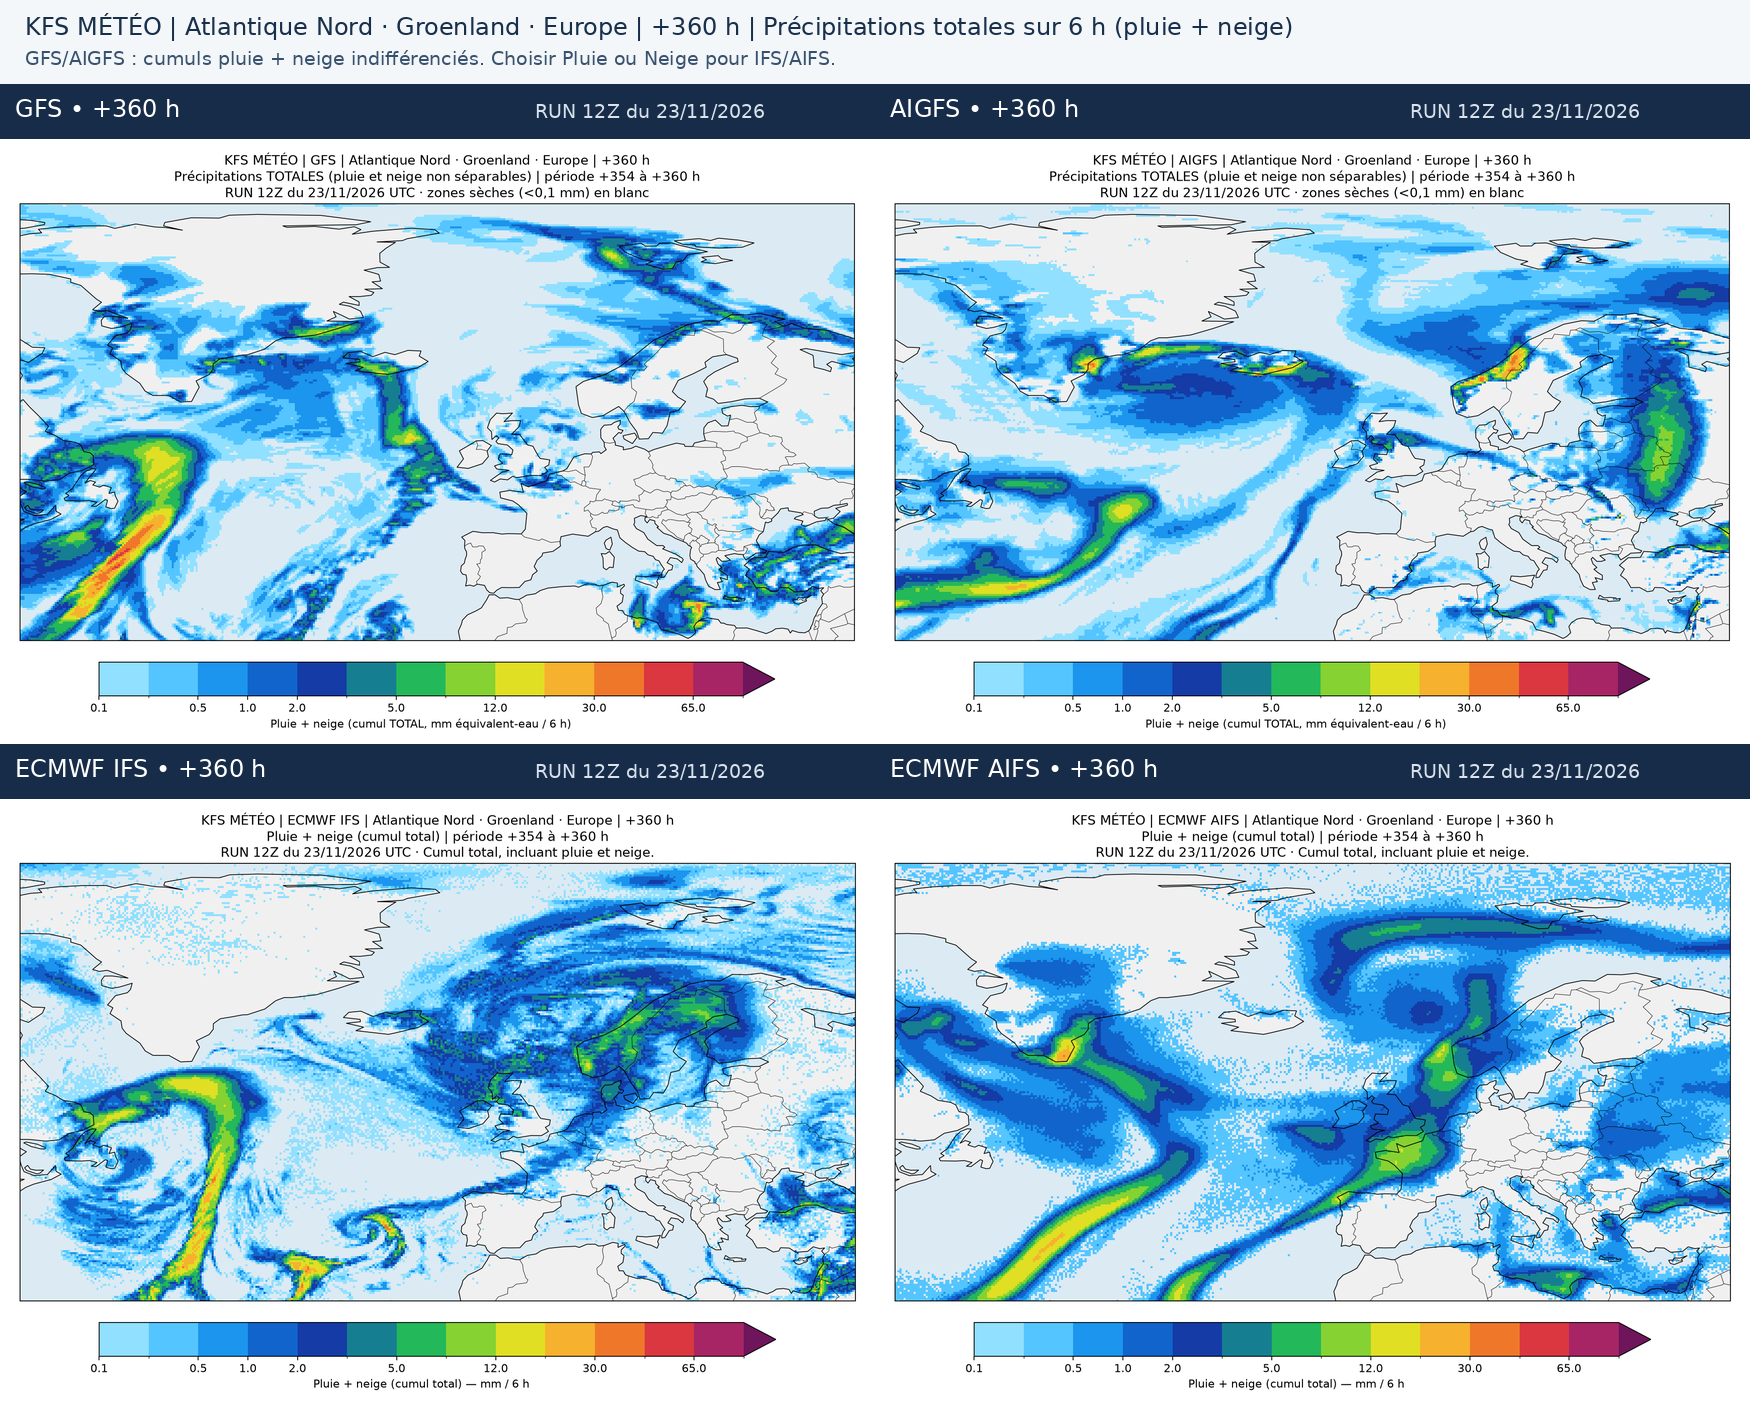 KFS MÉTÉO | Atlantique Nord · Groenland · Europe | +360 h | Précipitations totales sur 6 h (pluie + neige)
GFS/AIGFS : cumuls pluie + neige indifférenciés. Choisir Pluie ou Neige pour IFS/AIFS.
GFS • +360 h RUN 12Z du 23/11/2026
KFS MÉTÉO | GFS | Atlantique Nord · Groenland · Europe | +360 h
Précipitations TOTALES (pluie et neige non séparables) | période +354 à +360 h
RUN 12Z du 23/11/2026 UTC · zones sèches (<0,1 mm) en blanc
0.1 0.5 1.0 2.0 5.0 12.0 30.0 65.0
Pluie + neige (cumul TOTAL, mm équivalent-eau / 6 h)
AIGFS • +360 h RUN 12Z du 23/11/2026
KFS MÉTÉO | AIGFS | Atlantique Nord · Groenland · Europe | +360 h
Précipitations TOTALES (pluie et neige non séparables) | période +354 à +360 h
RUN 12Z du 23/11/2026 UTC · zones sèches (<0,1 mm) en blanc
0.1 0.5 1.0 2.0 5.0 12.0 30.0 65.0
Pluie + neige (cumul TOTAL, mm équivalent-eau / 6 h)
ECMWF IFS • +360 h RUN 12Z du 23/11/2026
KFS MÉTÉO | ECMWF IFS | Atlantique Nord · Groenland · Europe | +360 h
Pluie + neige (cumul total) | période +354 à +360 h
RUN 12Z du 23/11/2026 UTC · Cumul total, incluant pluie et neige.
0.1 0.5 1.0 2.0 5.0 12.0 30.0 65.0
Pluie + neige (cumul total) — mm / 6 h
ECMWF AIFS • +360 h RUN 12Z du 23/11/2026
KFS MÉTÉO | ECMWF AIFS | Atlantique Nord · Groenland · Europe | +360 h
Pluie + neige (cumul total) | période +354 à +360 h
RUN 12Z du 23/11/2026 UTC · Cumul total, incluant pluie et neige.
0.1 0.5 1.0 2.0 5.0 12.0 30.0 65.0
Pluie + neige (cumul total) — mm / 6 h